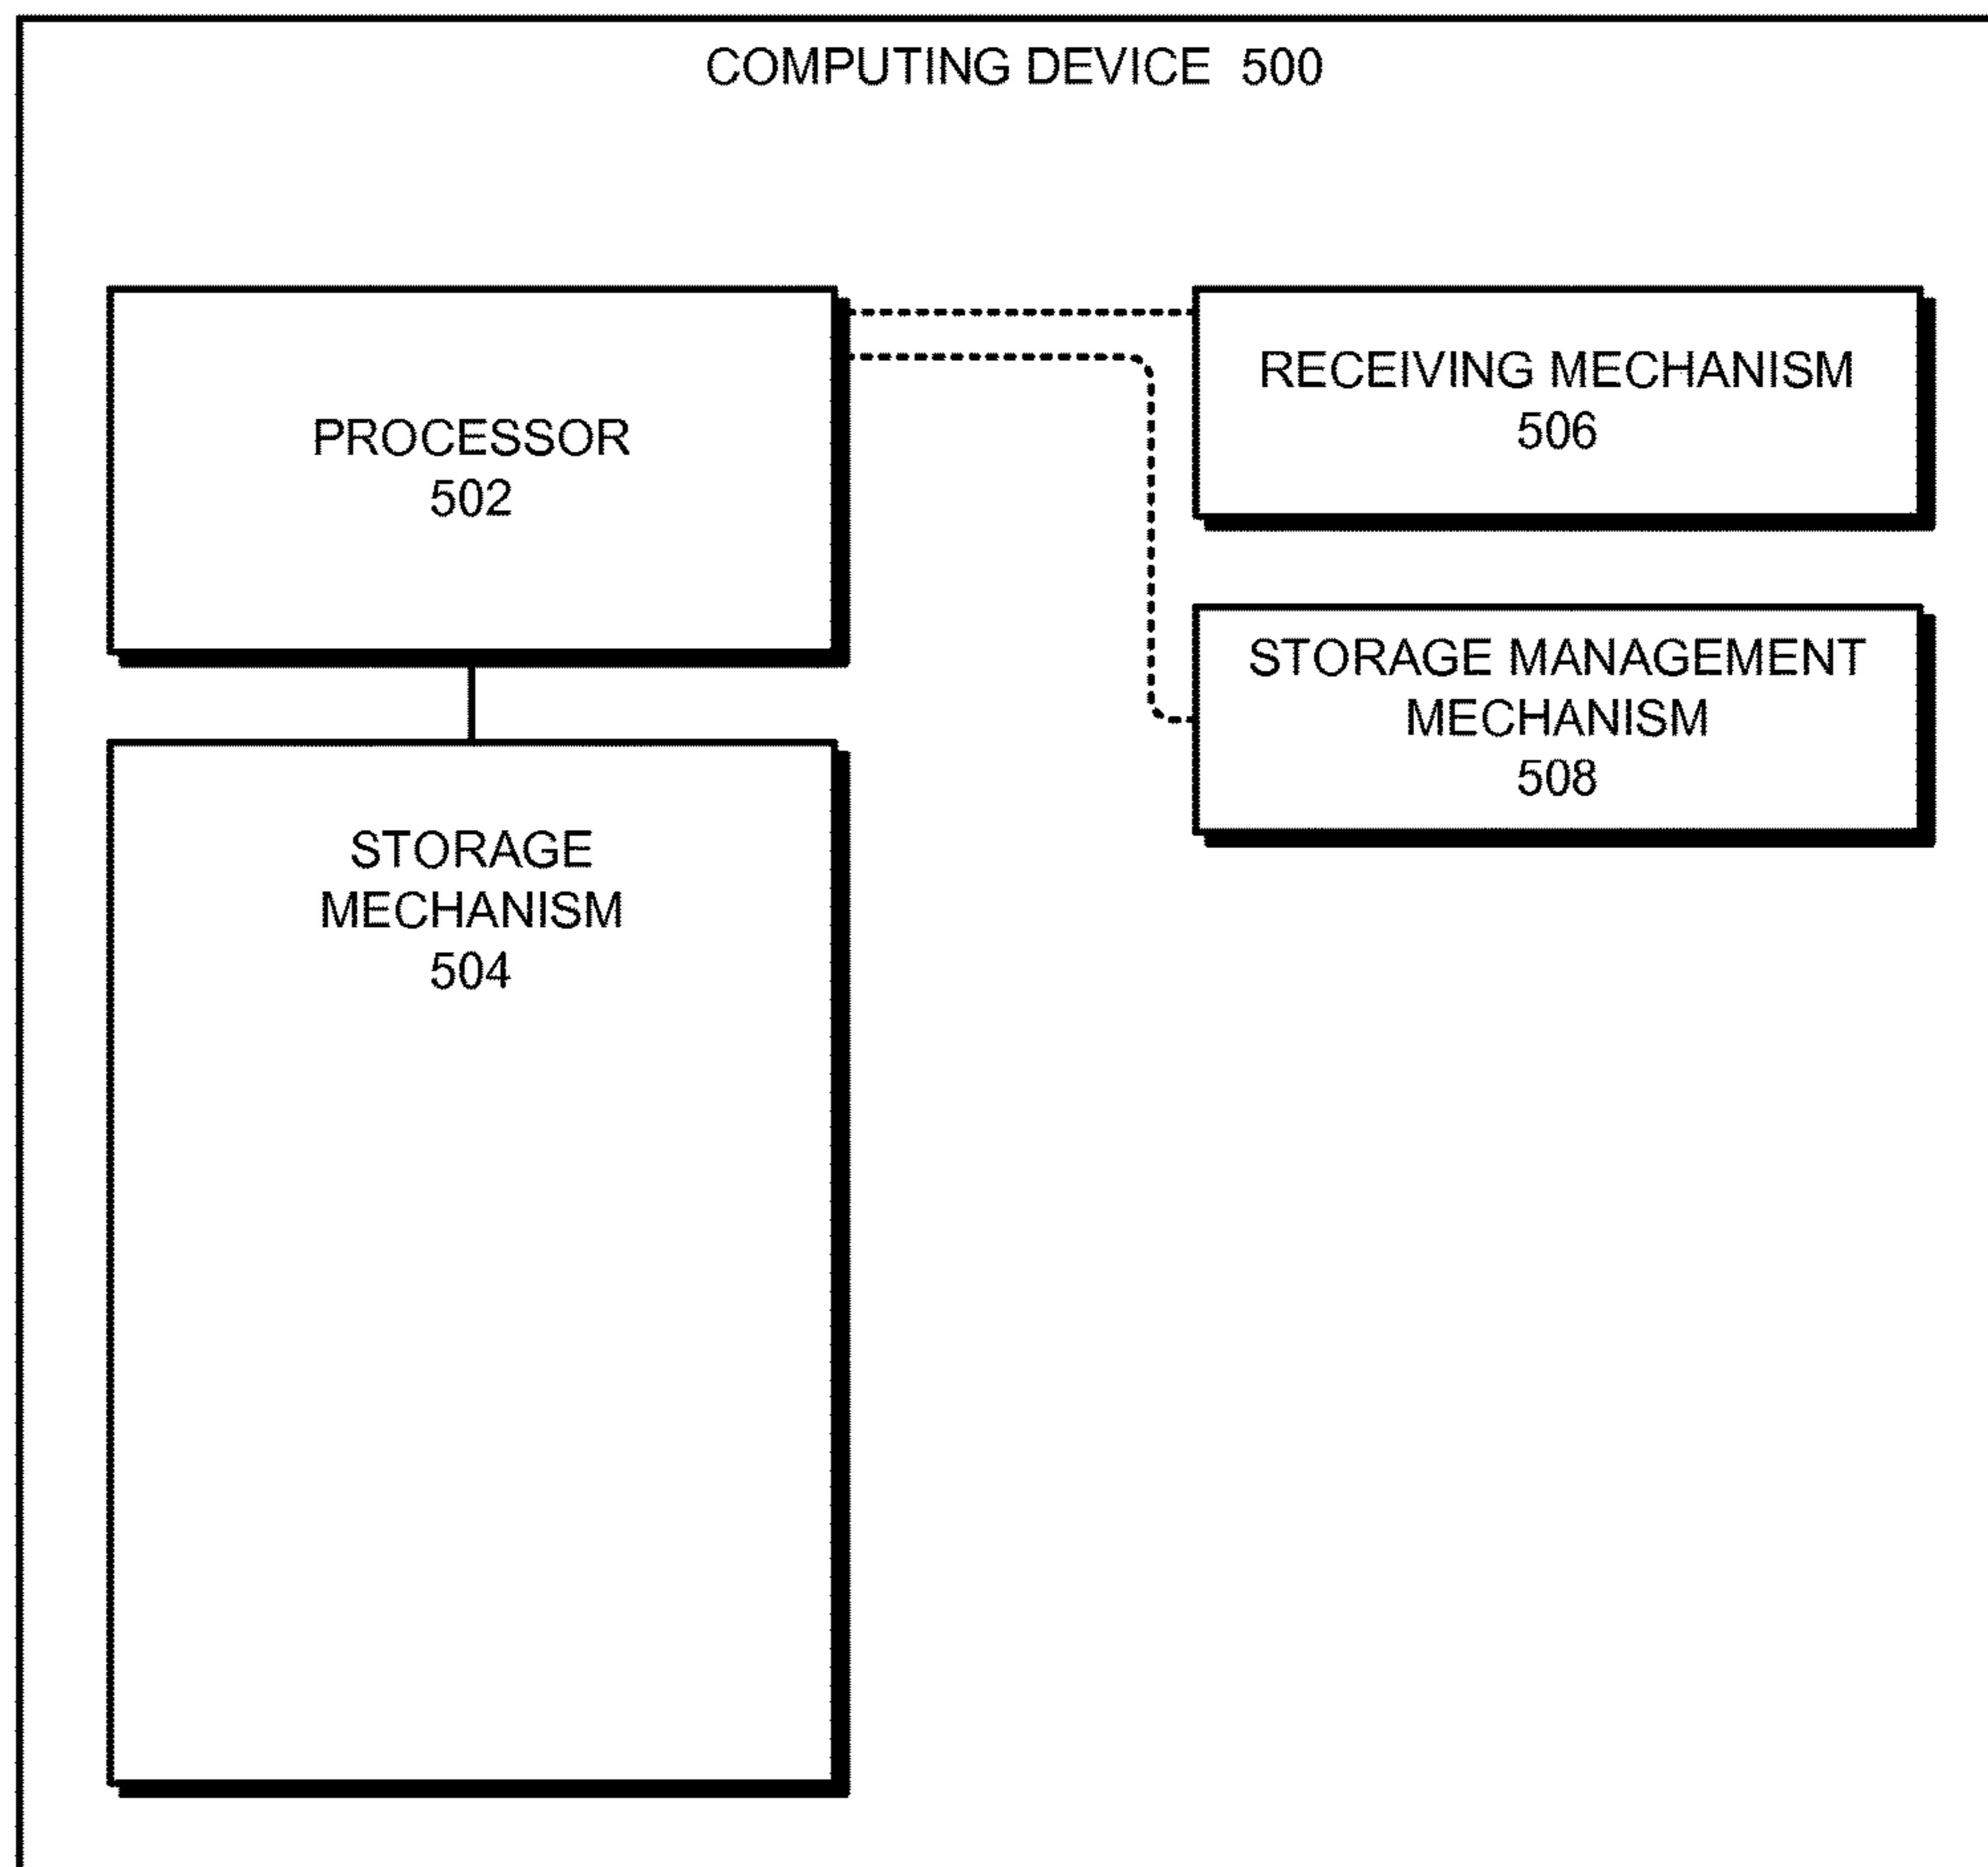 COMPUTING DEVICE 500
PROCESSOR
502
RECEIVING MECHANISM
506
STORAGE MANAGEMENT
MECHANISM
508
STORAGE
MECHANISM
504